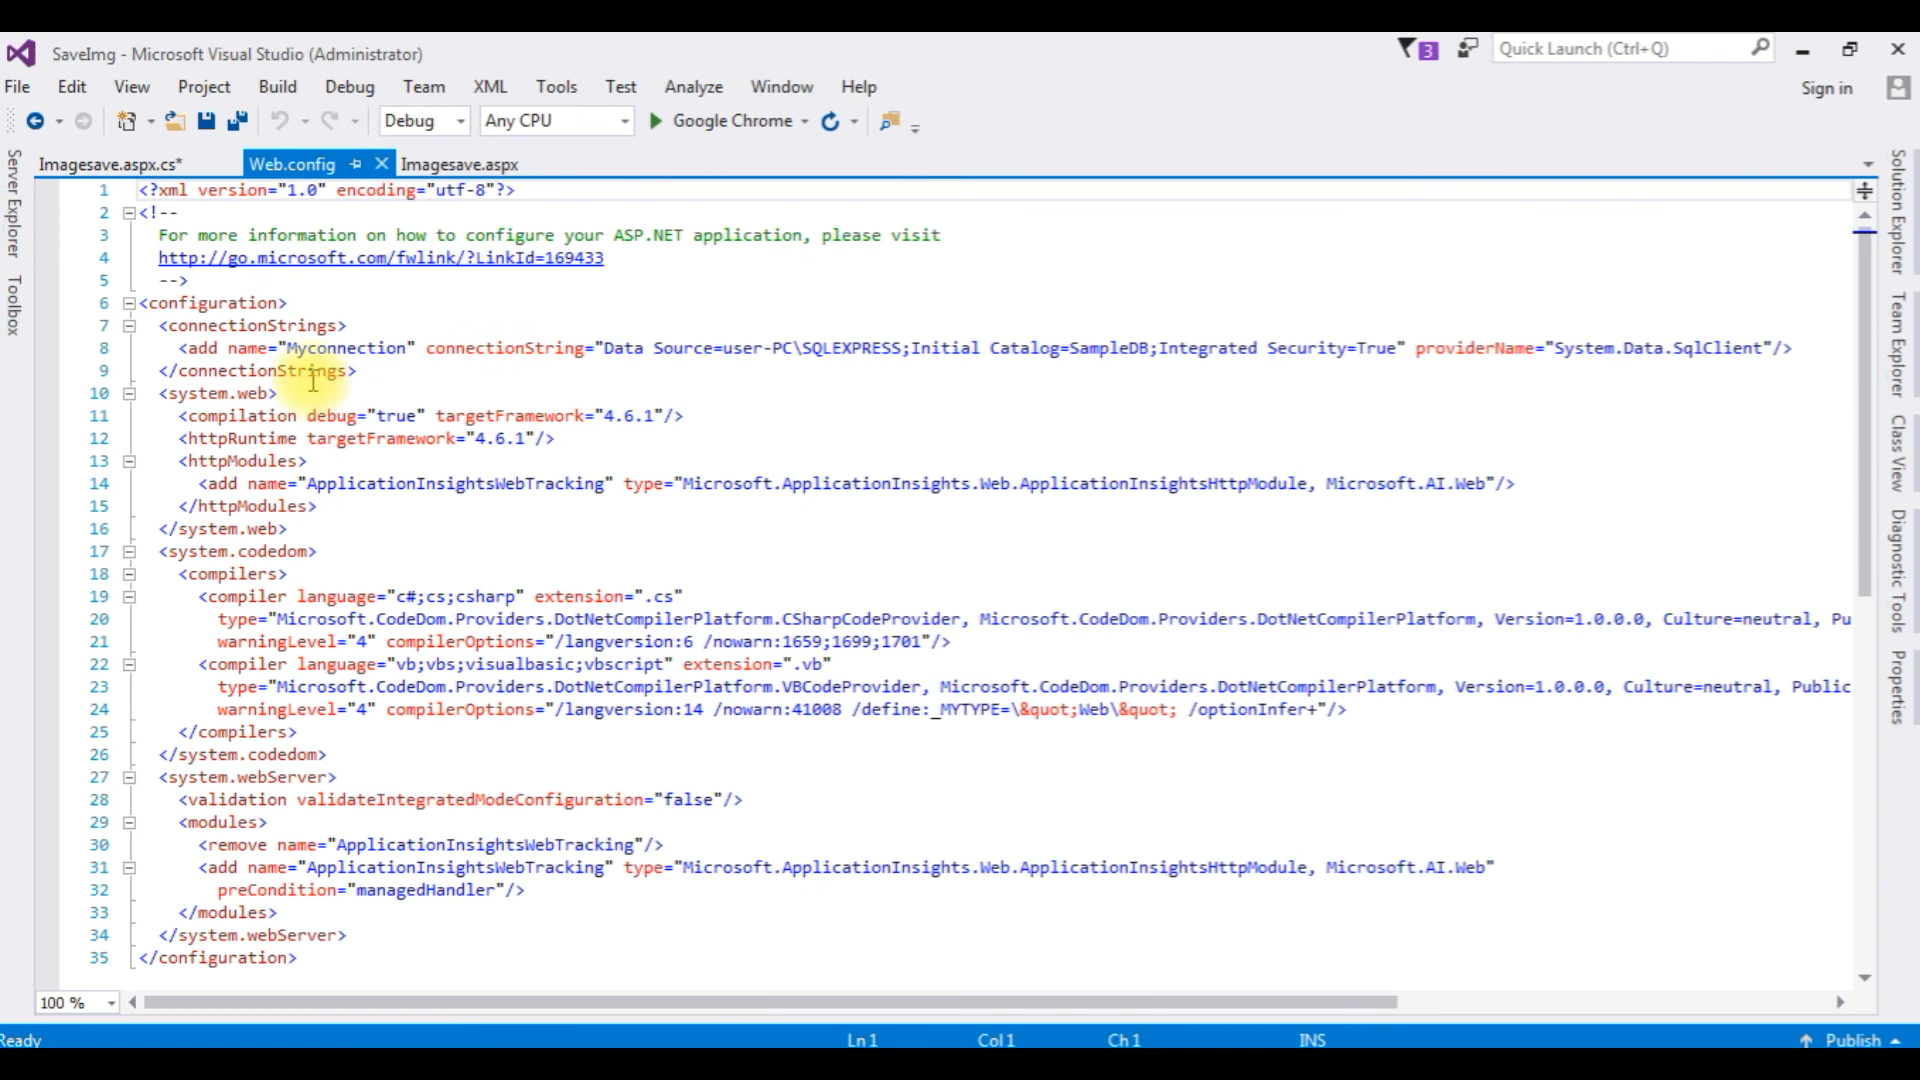 SaveImg - Microsoft Visual Studio (Administrator)
3
Quick Launch (Ctrl+Q)
File Edit View Project Build Debug Team XML Tools Test Analyze Window Help
Sign in
Debug Any CPU Google Chrome
Imagesave.aspx.cs* Web.config Imagesave.aspx
Server Explorer
Toolbox
1 <?xml version="1.0" encoding="utf-8"?>
2 <!--
3 For more information on how to configure your ASP.NET application, please visit
4 http://go.microsoft.com/fwlink/?LinkId=169433
5 -->
6 <configuration>
7 <connectionStrings>
8 <add name="Myconnection" connectionString="Data Source=user-PC\SQLEXPRESS;Initial Catalog=SampleDB;Integrated Security=True" providerName="System.Data.SqlClient"/>
9 </connectionStrings>
10 <system.web>
11 <compilation debug="true" targetFramework="4.6.1"/>
12 <httpRuntime targetFramework="4.6.1"/>
13 <httpModules>
14 <add name="ApplicationInsightsWebTracking" type="Microsoft.ApplicationInsights.Web.ApplicationInsightsHttpModule, Microsoft.AI.Web"/>
15 </httpModules>
16 </system.web>
17 <system.codedom>
18 <compilers>
19 <compiler language="c#;cs;csharp" extension=".cs"
20 type="Microsoft.CodeDom.Providers.DotNetCompilerPlatform.CSharpCodeProvider, Microsoft.CodeDom.Providers.DotNetCompilerPlatform, Version=1.0.0.0, Culture=neutral, Pu
21 warningLevel="4" compilerOptions="/langversion:6 /nowarn:1659;1699;1701"/>
22 <compiler language="vb;vbs;visualbasic;vbscript" extension=".vb"
23 type="Microsoft.CodeDom.Providers.DotNetCompilerPlatform.VBCodeProvider, Microsoft.CodeDom.Providers.DotNetCompilerPlatform, Version=1.0.0.0, Culture=neutral, Public
24 warningLevel="4" compilerOptions="/langversion:14 /nowarn:41008 /define:_MYTYPE=\&quot;Web\&quot; /optionInfer+"/>
25 </compilers>
26 </system.codedom>
27 <system.webServer>
28 <validation validateIntegratedModeConfiguration="false"/>
29 <modules>
30 <remove name="ApplicationInsightsWebTracking"/>
31 <add name="ApplicationInsightsWebTracking" type="Microsoft.ApplicationInsights.Web.ApplicationInsightsHttpModule, Microsoft.AI.Web"
32 preCondition="managedHandler"/>
33 </modules>
34 </system.webServer>
35 </configuration>
Solution Explorer
Team Explorer
Class View
Diagnostic Tools
Properties
100 %
Ready Ln 1 Col 1 Ch 1 INS Publish